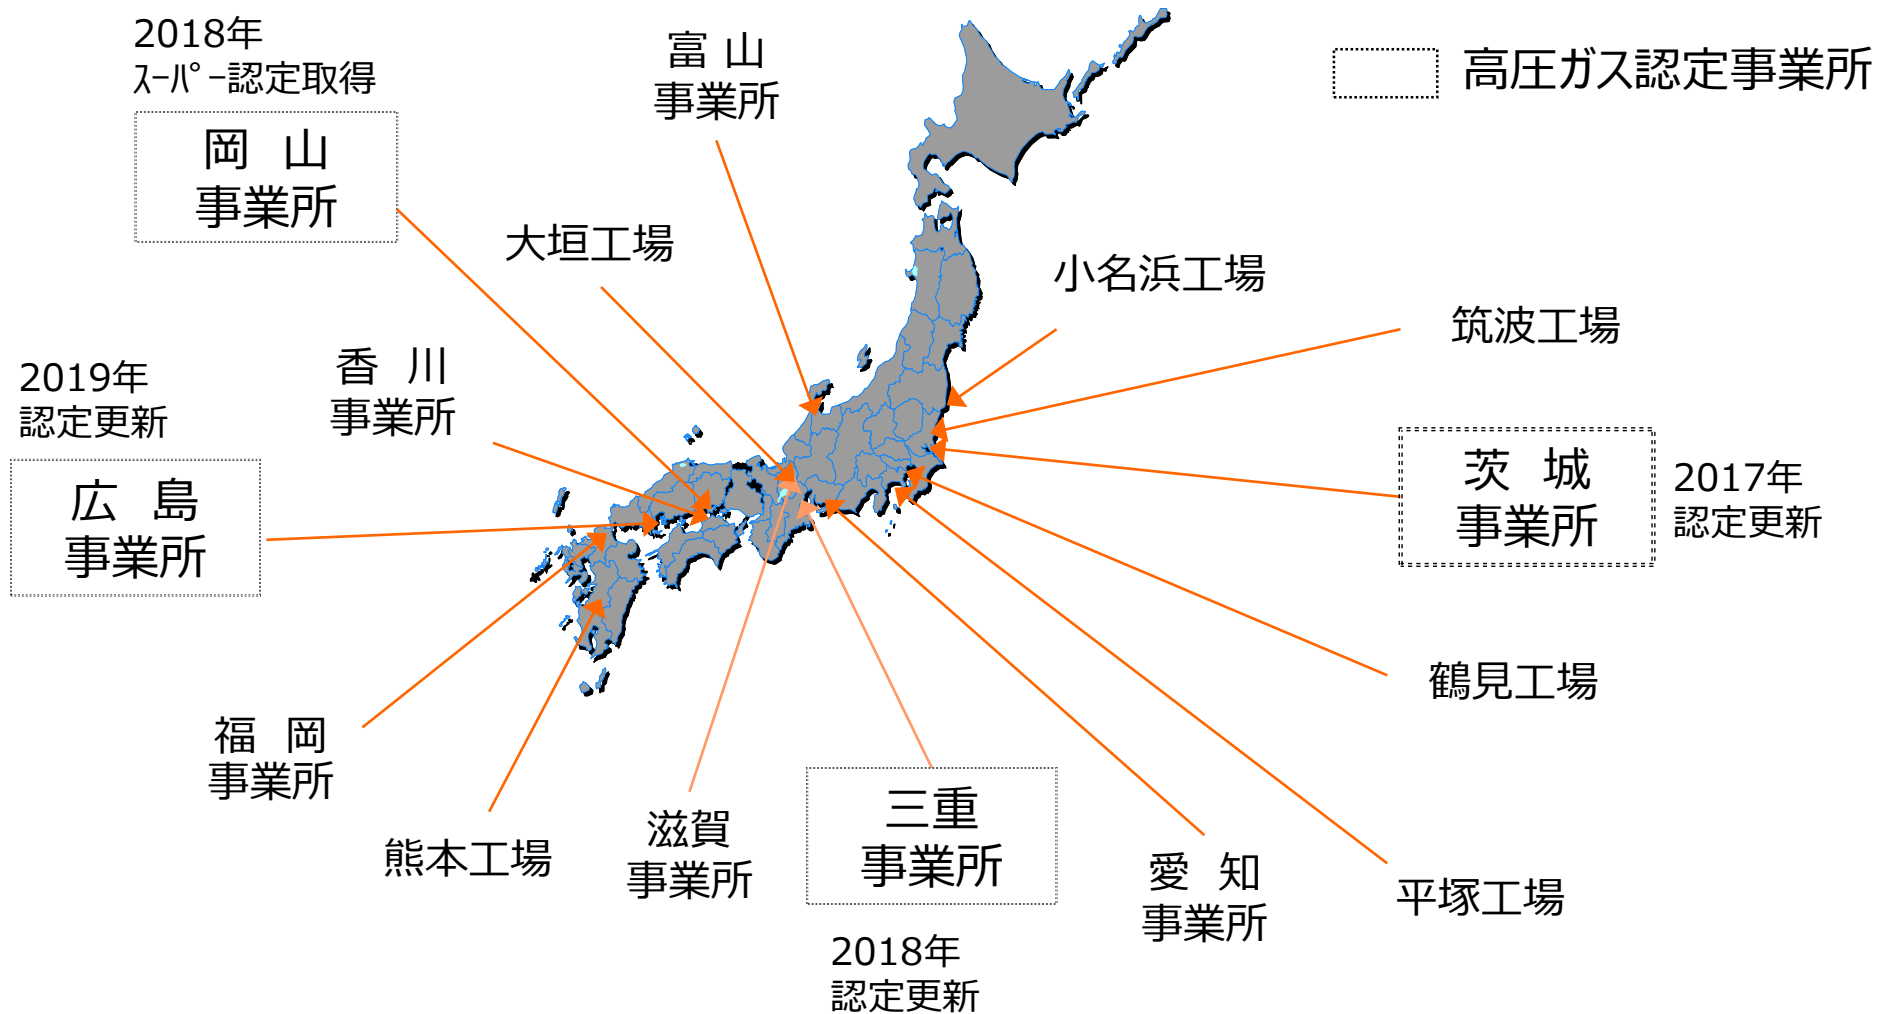 2018年
ｽｰﾊﾟｰ認定取得
岡　山
事業所
富 山
事業所
高圧ガス認定事業所
大垣工場
小名浜工場
筑波工場
2019年
認定更新
香　川
事業所
広　島
事業所
茨　城
事業所
2017年
認定更新
鶴見工場
福　岡
事業所
熊本工場
滋賀
事業所
三重
事業所
2018年
認定更新
愛　知
事業所
平塚工場